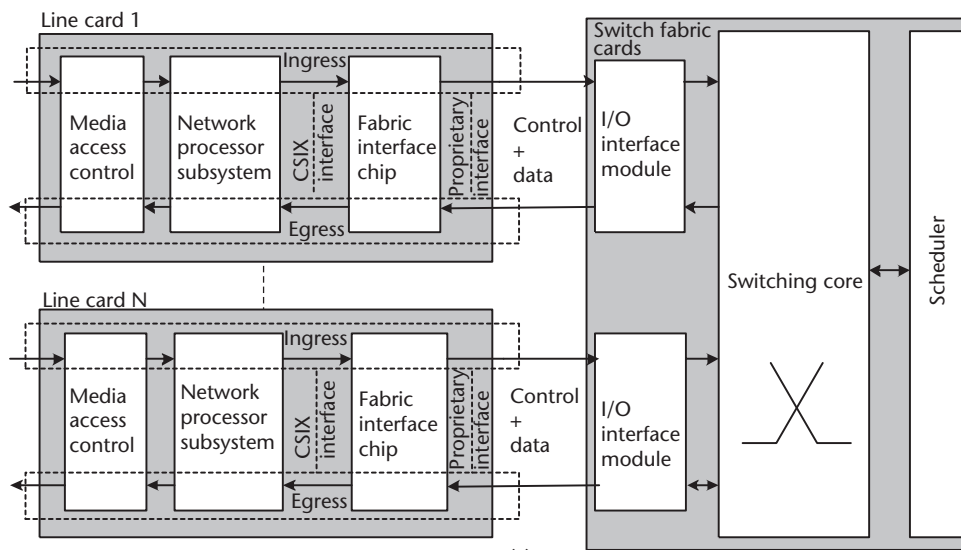 Line card 1
Switch fabric
cards
Ingress
Media
access
control
Network
processor
subsystem
CSIX
interface
Fabric
interface
chip
Proprietary
interface
Control
+
data
I/O
interface
module
Egress
Switching core
Scheduler
Line card N
Ingress
Media
access
control
Network
processor
subsystem
CSIX
interface
Fabric
interface
chip
Proprietary
interface
Control
+
data
I/O
interface
module
Egress